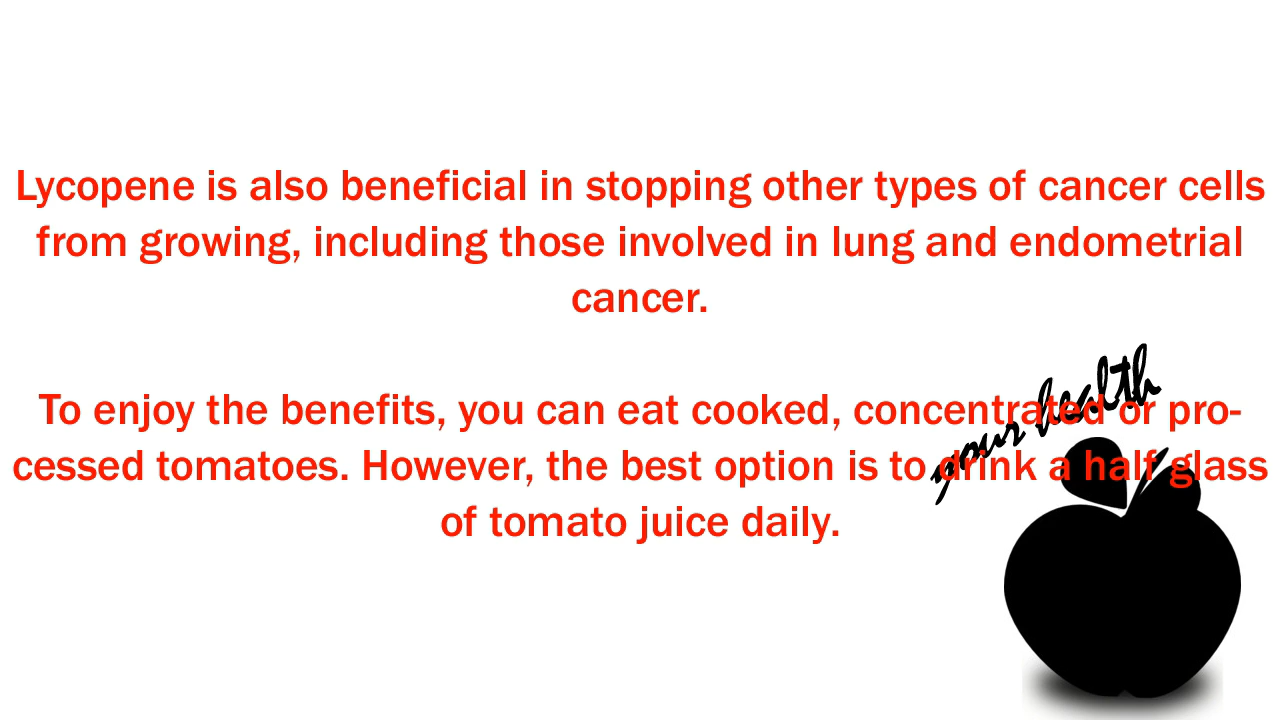 Lycopene is also beneficial in stopping other types of cancer cells
from growing, including those involved in lung and endometrial
cancer.
To enjoy the benefits, you can eat cooked, concentrated or pro-
cessed tomatoes. However, the best option is to drink a half glass
of tomato juice daily.
your health